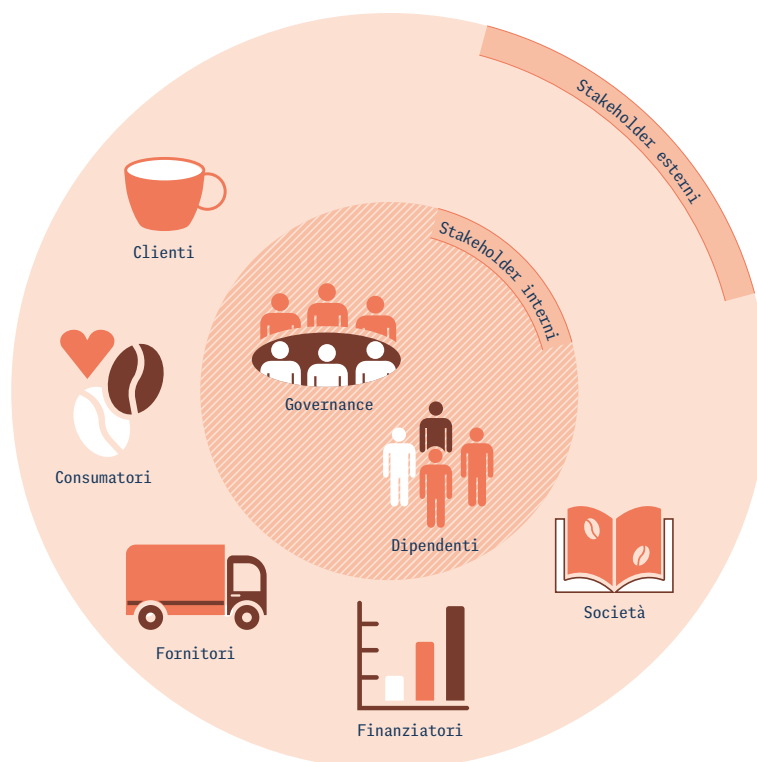 Stakeholder esterni
Stakeholder interni
Clienti
Governance
Consumatori
Dipendenti
Società
Fornitori
Finanziatori